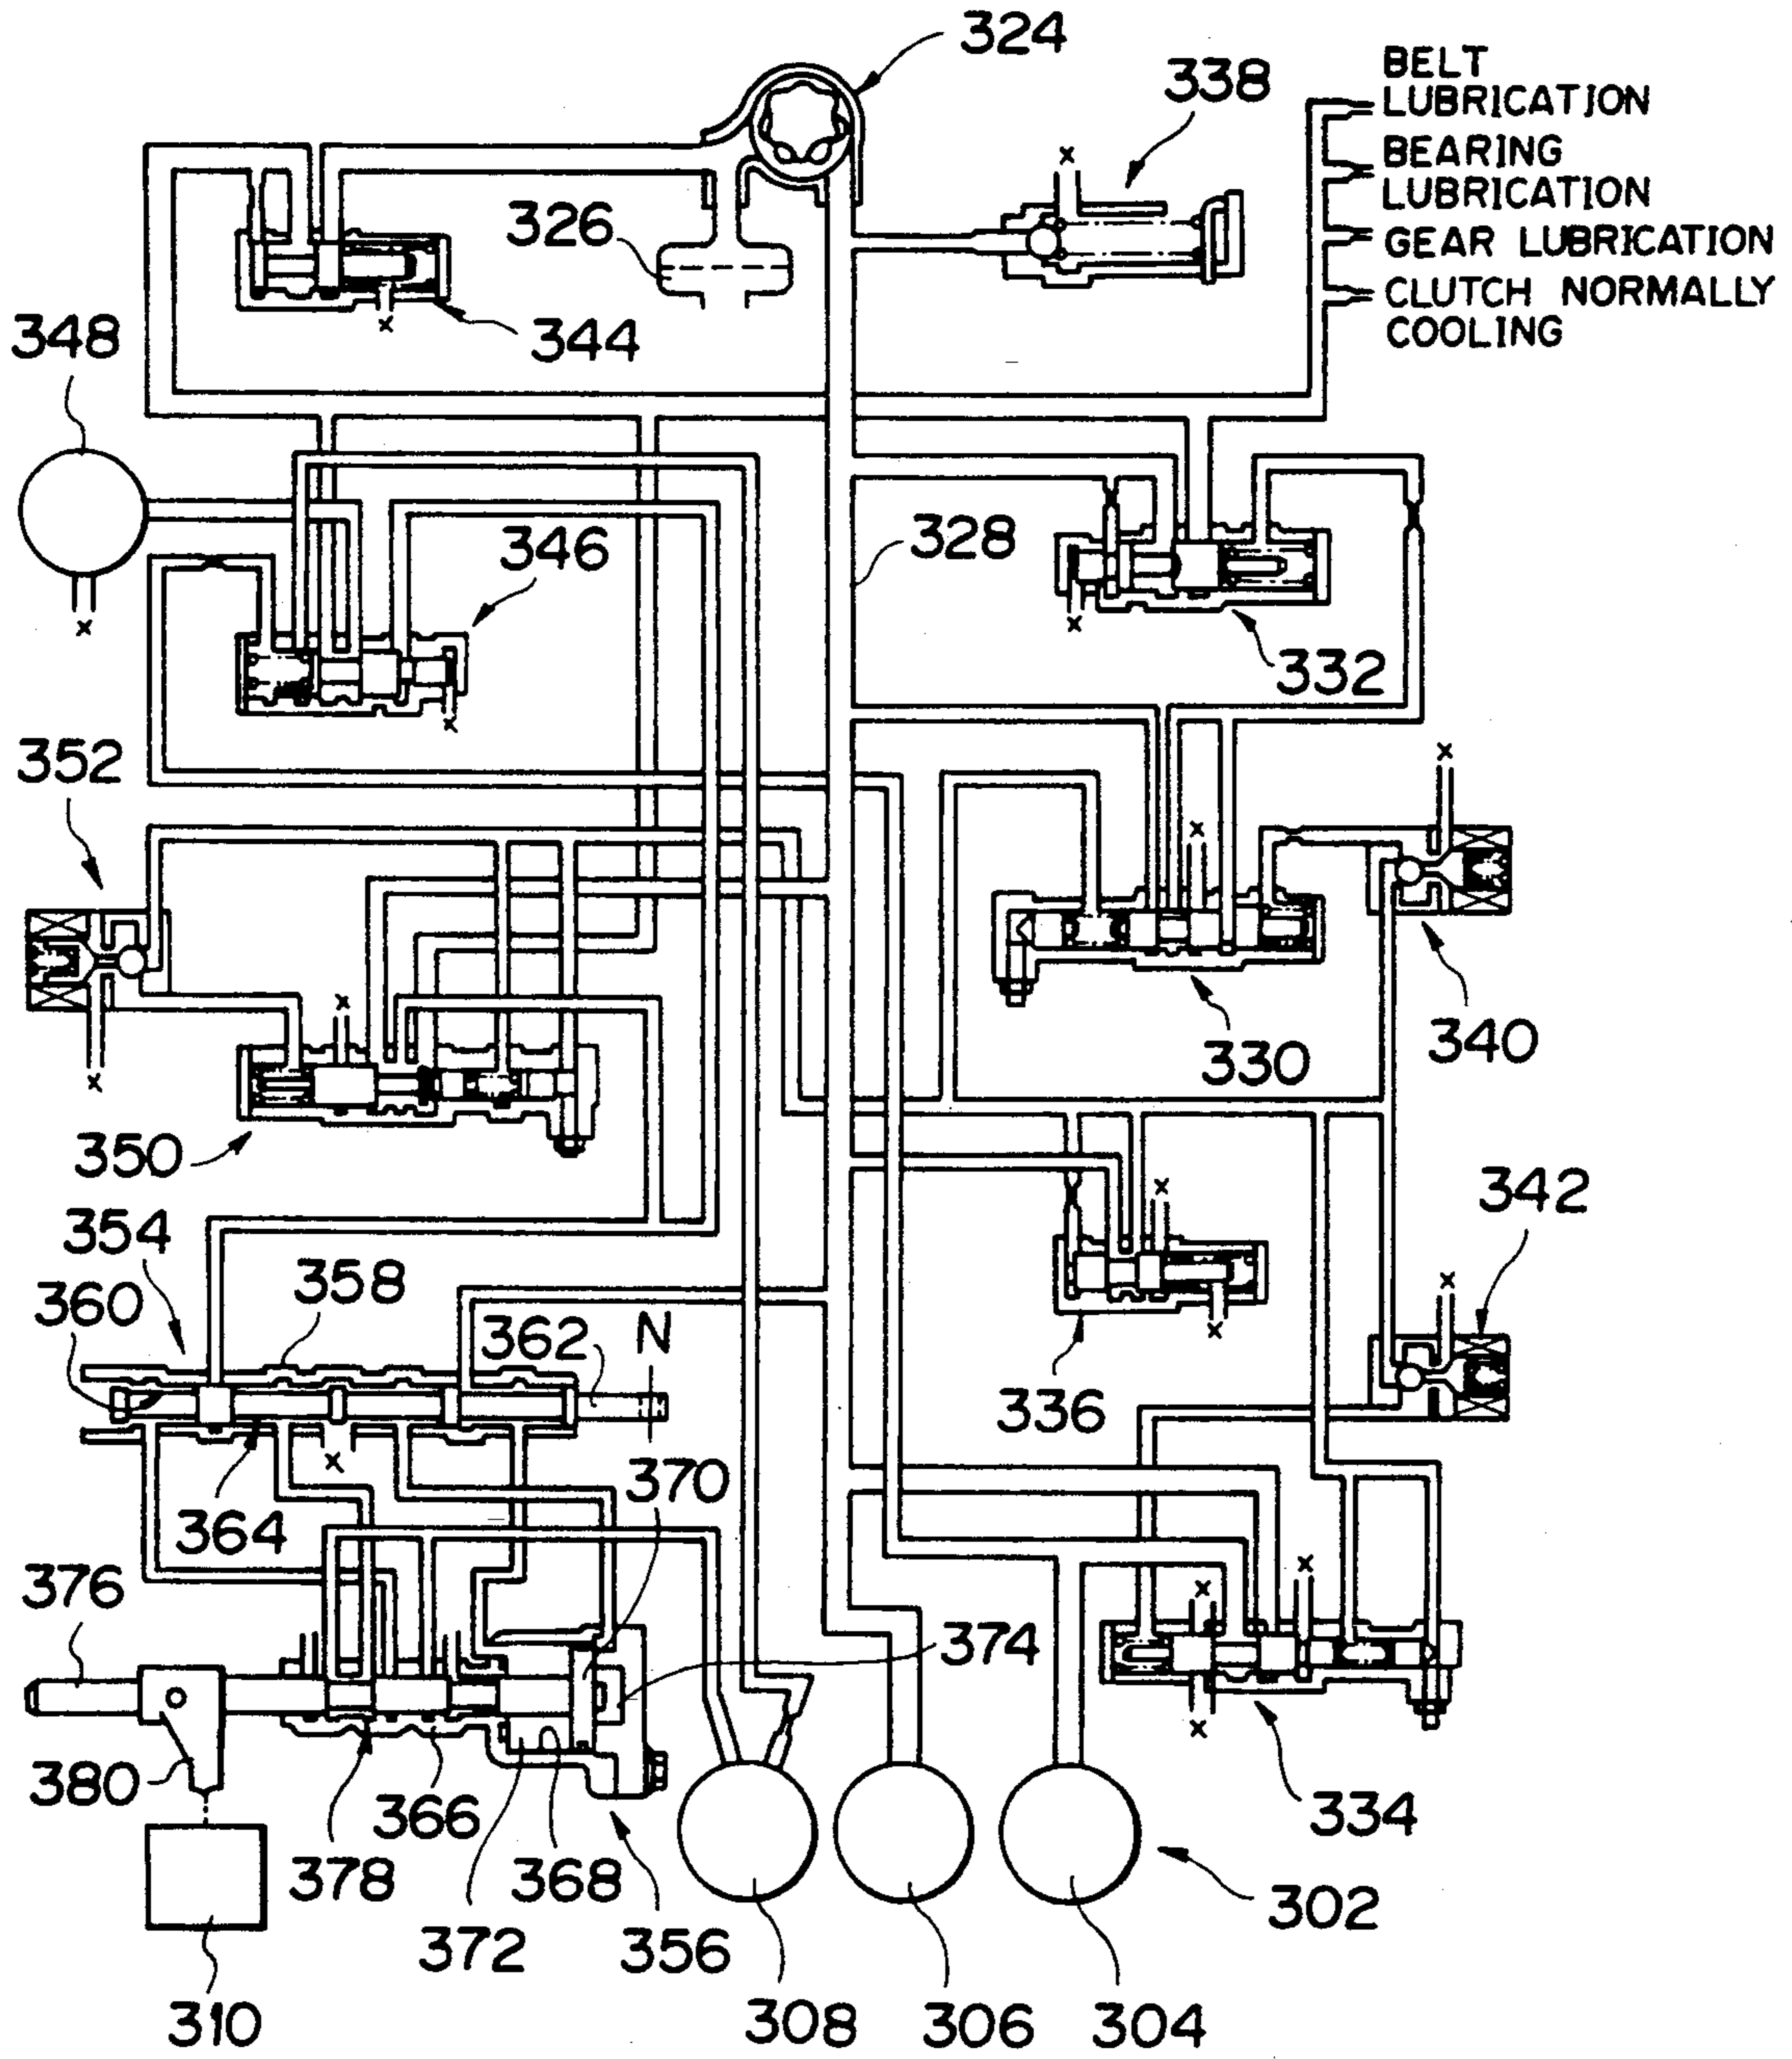 324
338
BELT
LUBRICATION
BEARING
LUBRICATION
GEAR LUBRICATION
CLUTCH NORMALLY
COOLING
326
x
344
x
348
x
346
x
328
332
x
352
x
350
x
330
x
340
x
354
360
358
362
N
364
x
336
x
x
342
x
370
376
380
378
366
368
372
356
374
310
308
306
304
302
334
x
x
x